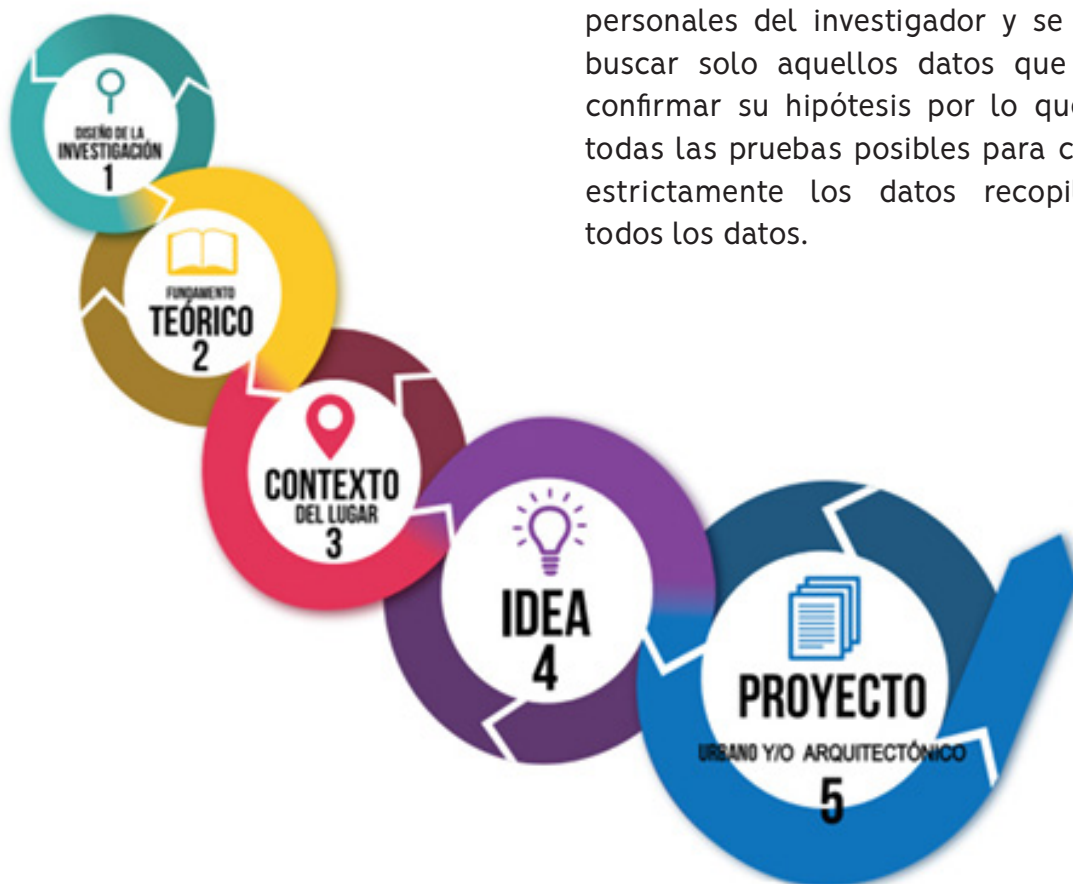 personales del investigador y se
buscar solo aquellos datos que
confirmar su hipótesis por lo que
todas las pruebas posibles para c
estrictamente los datos recopi
todos los datos.
DISEÑO DE LA
INVESTIGACIÓN
1
FUNDAMENTO
TEÓRICO
2
CONTEXTO
DEL LUGAR
3
IDEA
4
PROYECTO
URBANO Y/O ARQUITECTÓNICO
5